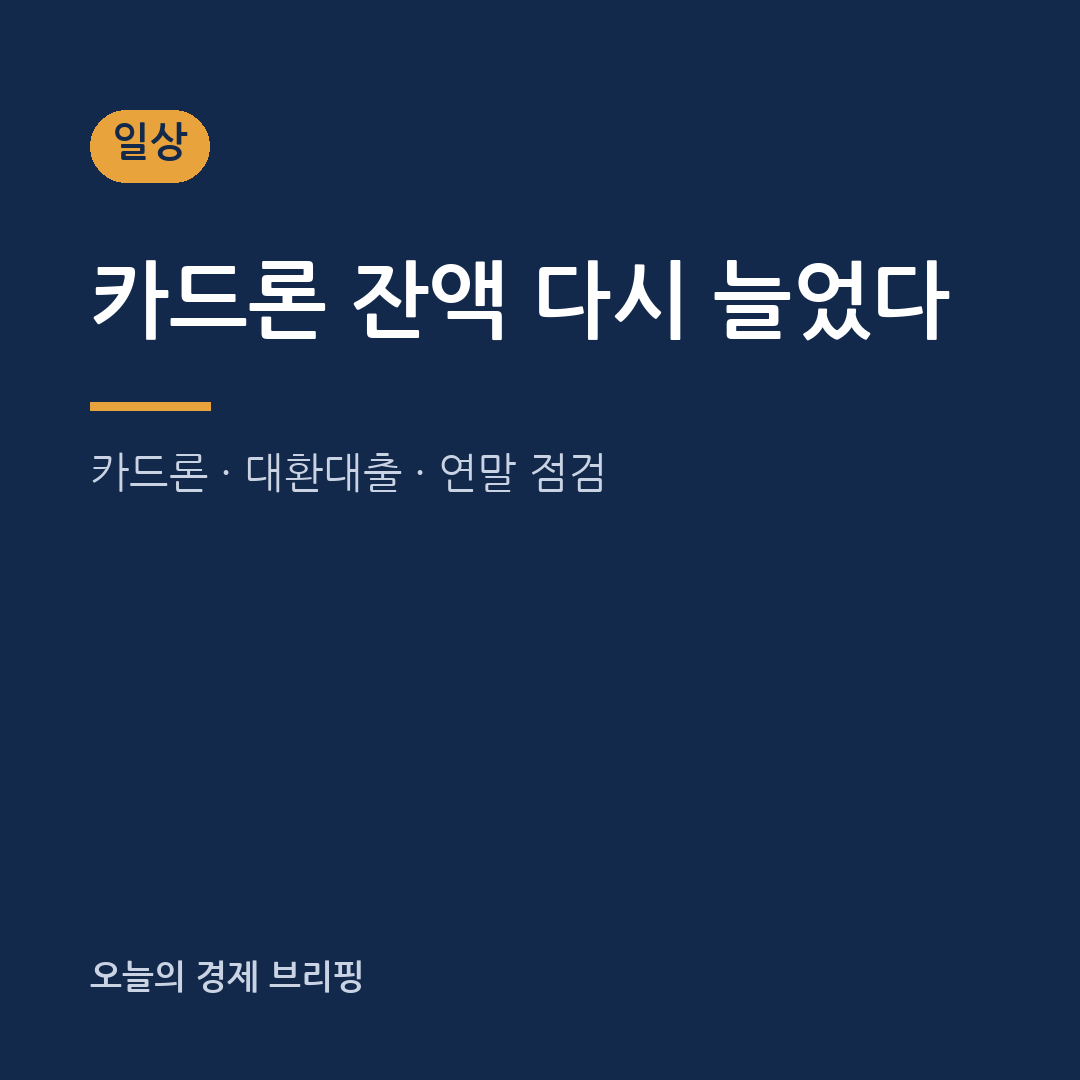 일상
카드론 잔액 다시 늘었다
카드론 · 대환대출 · 연말 점검
오늘의 경제 브리핑